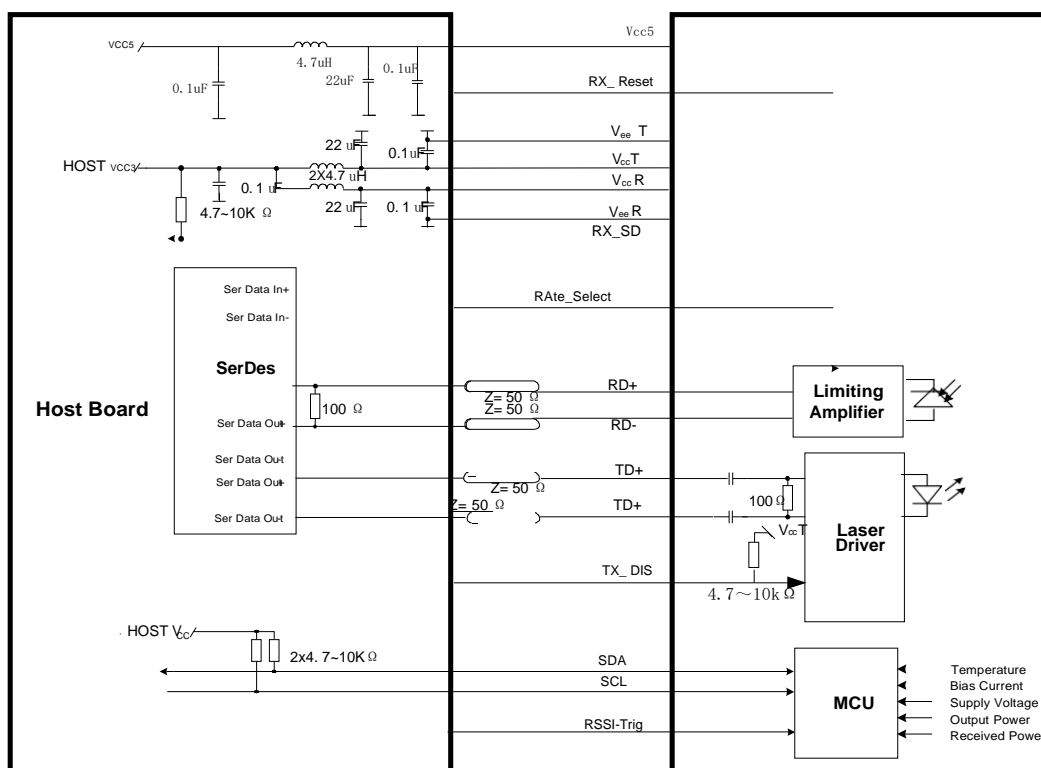 VCC5
Vcc5
4.7uH
0.1uF
22uF
0.1uF
RX_ Reset
22 uF
0.1uF
Vee T
HOST VCC3
VccT
2X4.7 uH
0.1 uF
Vcc R
4.7~10K Ω
22 uF
0.1 uF
Vee R
RX_SD
Ser Data In+
RAte_Select
Ser Data In-
SerDes
Host Board
100 Ω
Z= 50 Ω
Z= 50 Ω
RD+
RD-
Limiting
Amplifier
Ser Data Out+
Ser Data Out-
Ser Data Out+
Ser Data Out-
TD+
Z= 50 Ω
Z= 50 Ω
TD+
100Ω
VccT
Laser
Driver
TX_ DIS
4.7~10kΩ
HOST VCC
2x4.7~10KΩ
SDA
SCL
RSSI-Trig
MCU
Temperature
Bias Current
Supply Voltage
Output Power
Received Powe